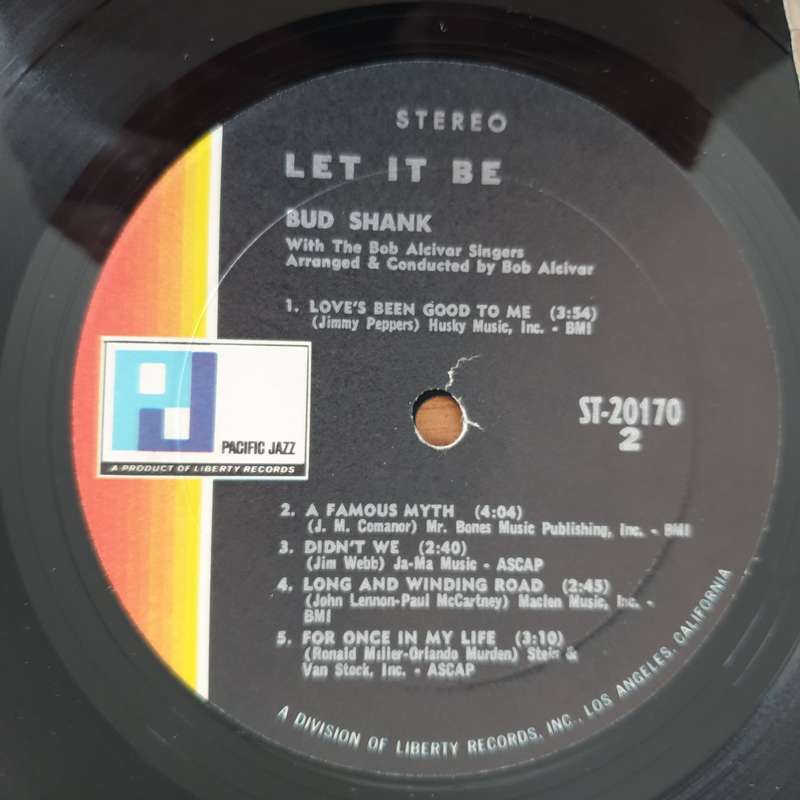 STEREO
LET IT BE
BUD SHANK
With The Bob Alcivar Singers
Arranged & Conducted by Bob Alcivar
1. LOVE'S BEEN GOOD TO ME (3:54)
(Jimmy Peppers) Husky Music, Inc. - BMI
PJ
PACIFIC JAZZ
A PRODUCT OF LIBERTY RECORDS
ST-20170
2
2. A FAMOUS MYTH (4:04)
(J. M. Comanor) Mr. Bones Music Publishing, Inc. - BMI
3. DIDN'T WE (2:40)
(Jim Webb) Ja-Ma Music - ASCAP
4. LONG AND WINDING ROAD (2:45)
(John Lennon-Paul McCartney) Maclen Music, Inc. -
BMI
5. FOR ONCE IN MY LIFE (3:10)
(Ronald Miller-Orlando Murden) Stein &
Van Stock, Inc. - ASCAP
A DIVISION OF LIBERTY RECORDS, INC., LOS ANGELES, CALIFORNIA